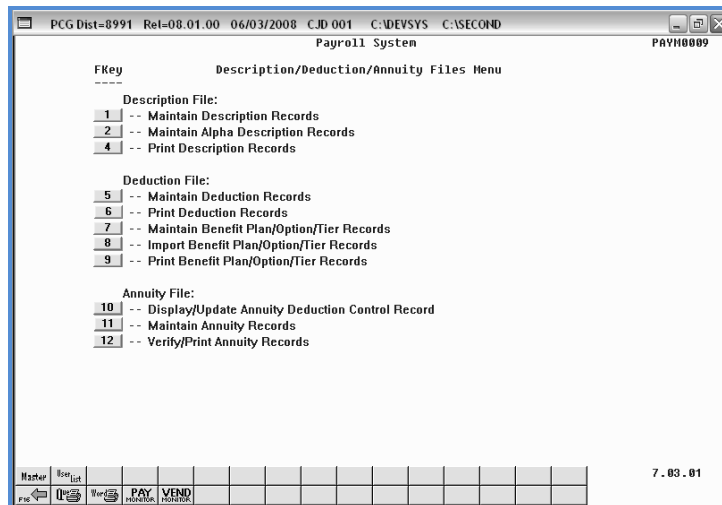 PCG Dist=8991 Rel=08.01.00 06/03/2008 CJD 001 C:\DEVSYS C:\SECOND
Payroll System PAYM0009
FKey Description/Deduction/Annuity Files Menu
----
Description File:
1 -- Maintain Description Records
2 -- Maintain Alpha Description Records
4 -- Print Description Records
Deduction File:
5 -- Maintain Deduction Records
6 -- Print Deduction Records
7 -- Maintain Benefit Plan/Option/Tier Records
8 -- Import Benefit Plan/Option/Tier Records
9 -- Print Benefit Plan/Option/Tier Records
Annuity File:
10 -- Display/Update Annuity Deduction Control Record
11 -- Maintain Annuity Records
12 -- Verify/Print Annuity Records
Master User List 7.03.01
F16 Que Word PAY MONITOR VEND MONITOR